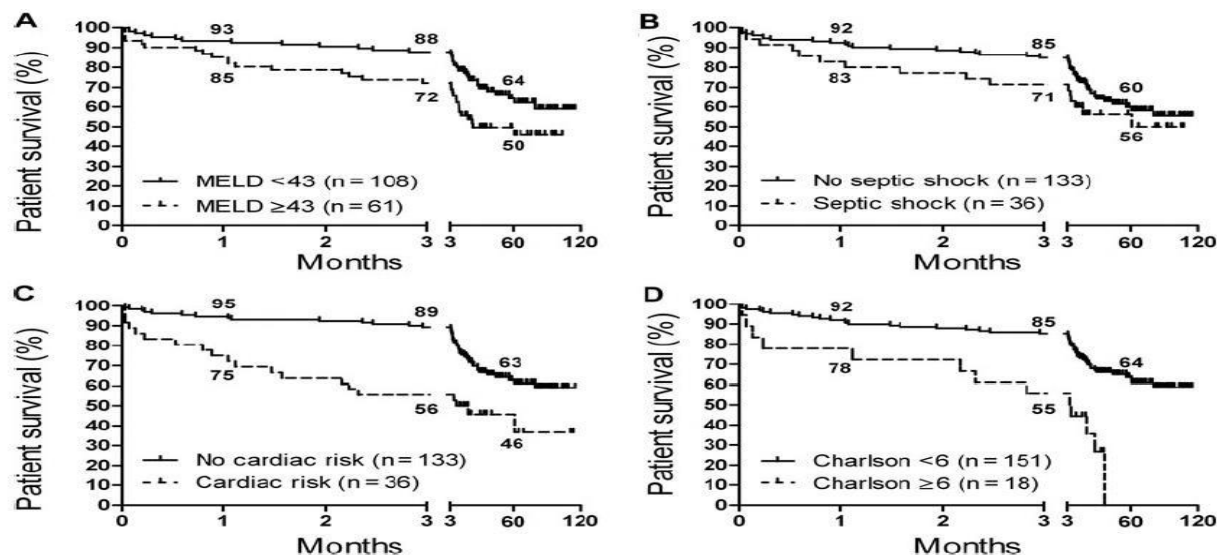 A
Patient survival (%)
100
90
80
70
60
50
40
30
20
10
0
93
88
85
72
64
50
MELD <43 (n = 108)
MELD ≥43 (n = 61)
0 1 2 3 3 60 120
Months
B
Patient survival (%)
100
90
80
70
60
50
40
30
20
10
0
92
85
83
71
60
56
No septic shock (n = 133)
Septic shock (n = 36)
0 1 2 3 3 60 120
Months
C
Patient survival (%)
100
90
80
70
60
50
40
30
20
10
0
95
89
75
56
63
46
No cardiac risk (n = 133)
Cardiac risk (n = 36)
0 1 2 3 3 60 120
Months
D
Patient survival (%)
100
90
80
70
60
50
40
30
20
10
0
92
85
78
55
64
Charlson <6 (n = 151)
Charlson ≥6 (n = 18)
0 1 2 3 3 60 120
Months